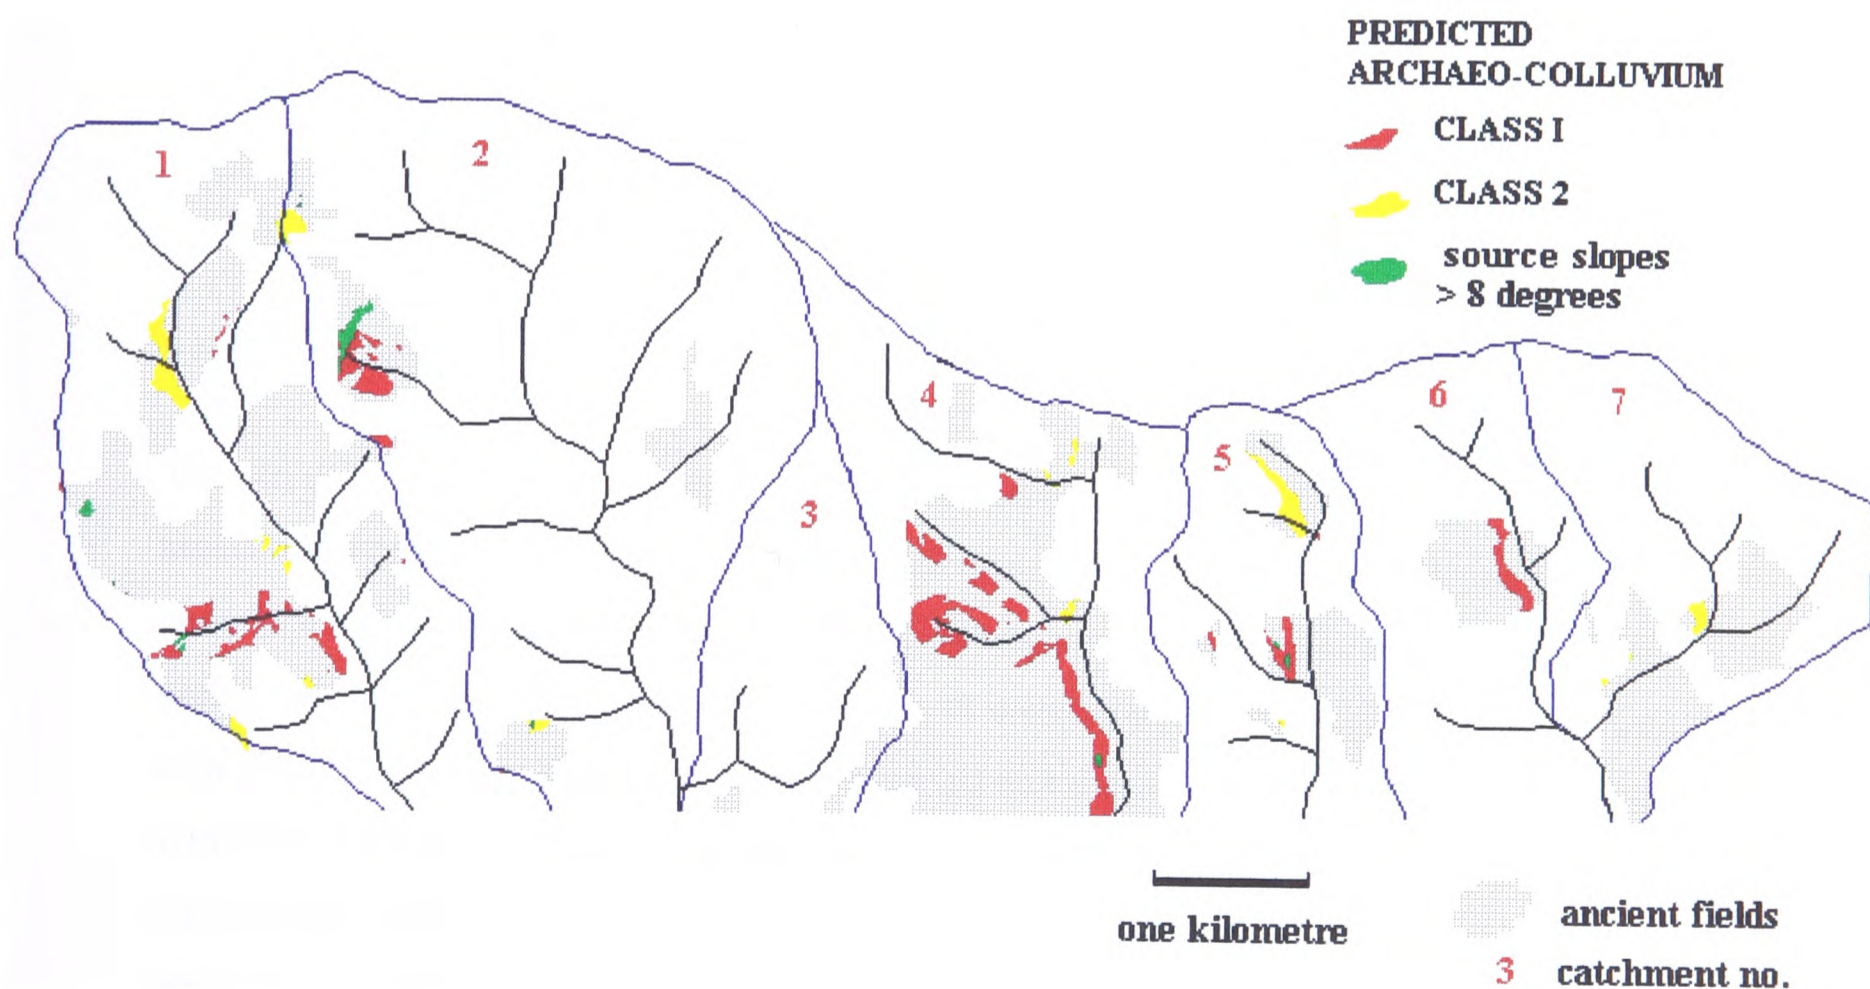 PREDICTED
ARCHAEO-COLLUVIUM
CLASS I
CLASS 2
source slopes
> 8 degrees
1
2
3
4
5
6
7
one kilometre
ancient fields
3 catchment no.